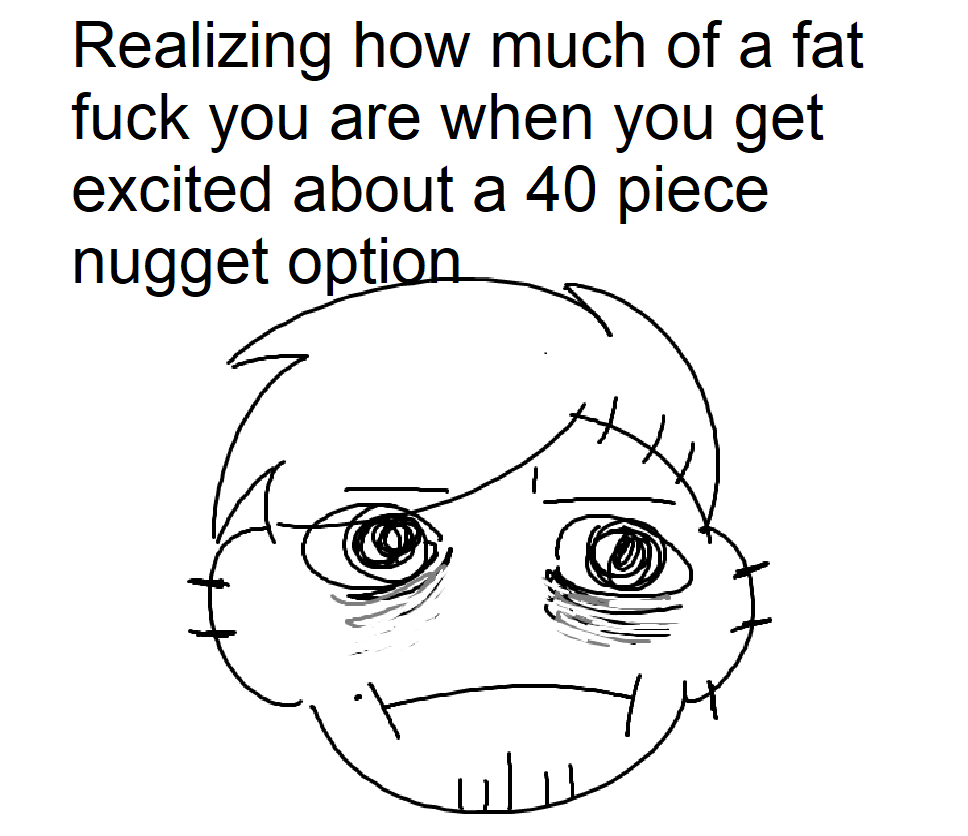 Realizing how much of a fat
fuck you are when you get
excited about a 40 piece
nugget option